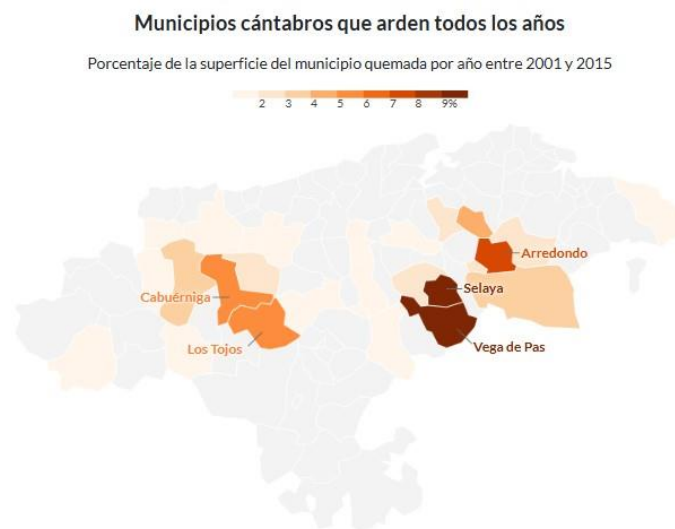 Municipios cántabros que arden todos los años
Porcentaje de la superficie del municipio quemada por año entre 2001 y 2015
2 3 4 5 6 7 8 9%
Arredondo
Selaya
Cabuérniga
Los Tojos
Vega de Pas